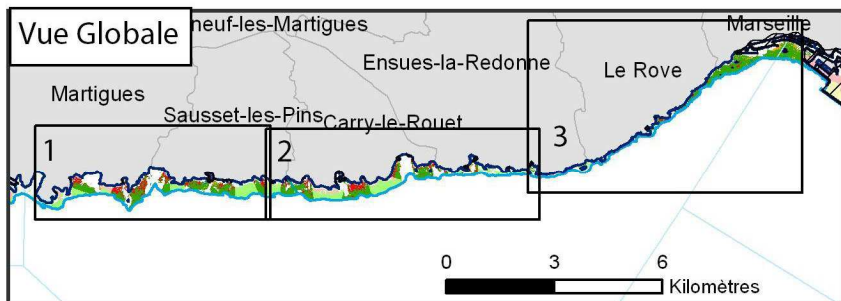 Vue Globale
neuf-les-Martigues
Marseille
Ensues-la-Redonne
Le Rove
Martigues
Sausset-les-Pins
Carry-le-Rouet
1
2
3
0 3 6
Kilomètres